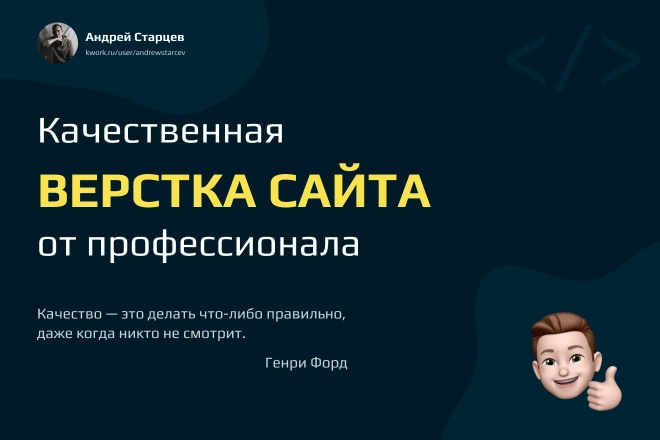 Андрей Старцев
kwork.ru/user/andrewstarcev
</>
Качественная
ВЕРСТКА САЙТА
от профессионала
Качество — это делать что-либо правильно,
даже когда никто не смотрит.
Генри Форд